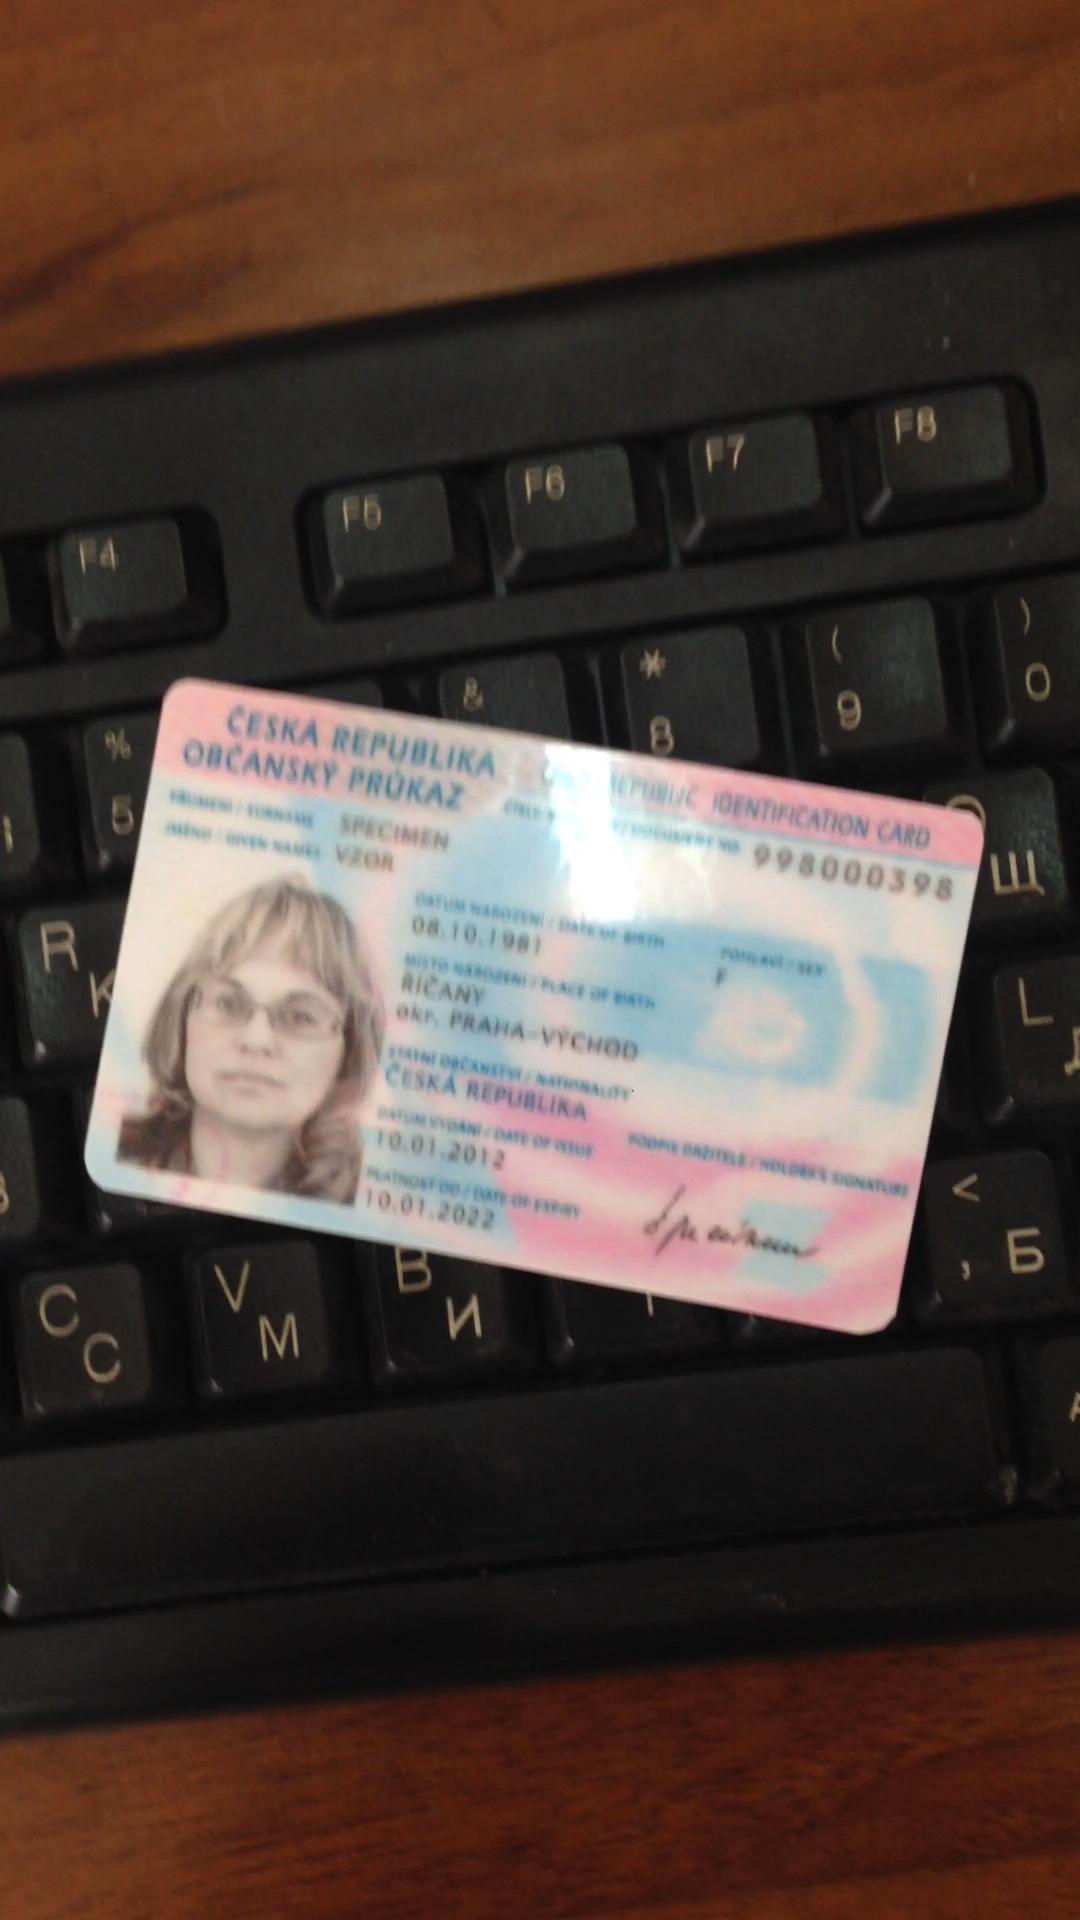 F4
F5
F6
F7
F8
&
*
8
(
9
)
0
%
5
R
К
Щ
L
Д
<
, Б
C
С
V
М
B
И
ČESKÁ REPUBLIKA
OBČANSKÝ PRŮKAZ
REPUBLIC IDENTIFICATION CARD
PŘÍJMENÍ / SURNAME SPECIMEN
JMÉNO / GIVEN NAMES VZOR
ČÍSLO / DOCUMENT NO. 998000398
DATUM NAROZENÍ / DATE OF BIRTH
08.10.1981
POHLAVÍ / SEX
F
MÍSTO NAROZENÍ / PLACE OF BIRTH
ŘÍČANY
okr. PRAHA-VÝCHOD
STÁTNÍ OBČANSTVÍ / NATIONALITY
ČESKÁ REPUBLIKA
DATUM VYDÁNÍ / DATE OF ISSUE
10.01.2012
PODPIS DRŽITELE / HOLDER'S SIGNATURE
PLATNOST DO / DATE OF EXPIRY
10.01.2022
Specimen